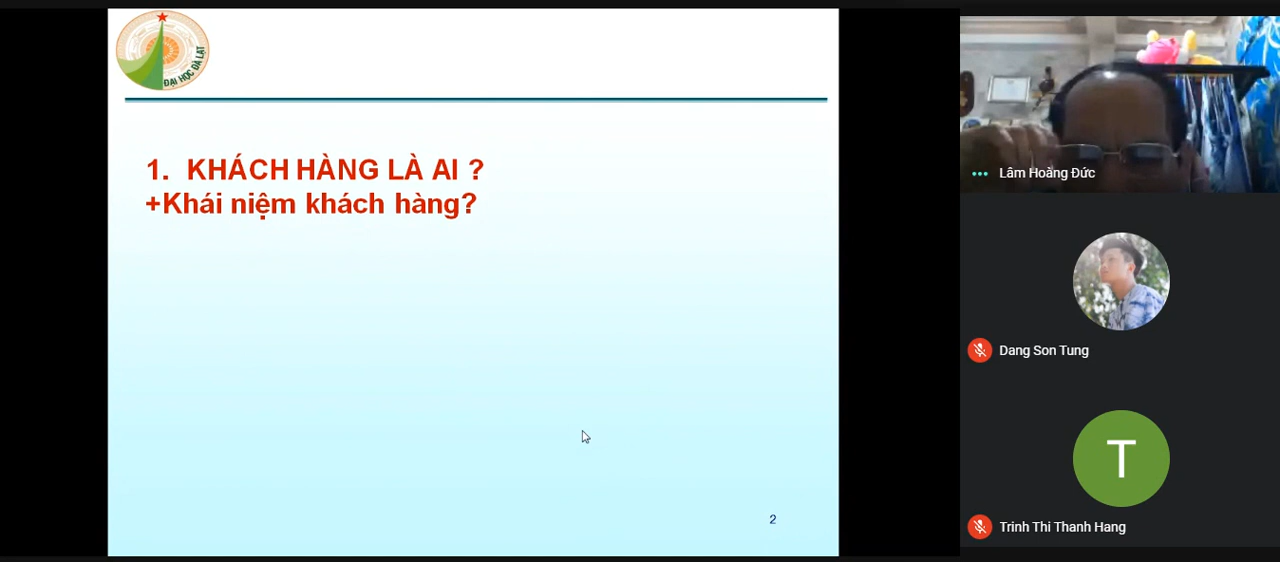 ĐẠI HỌC ĐÀ LẠT
1. KHÁCH HÀNG LÀ AI ?
+Khái niệm khách hàng?
2
Lâm Hoàng Đức
Dang Son Tung
T
Trinh Thi Thanh Hang